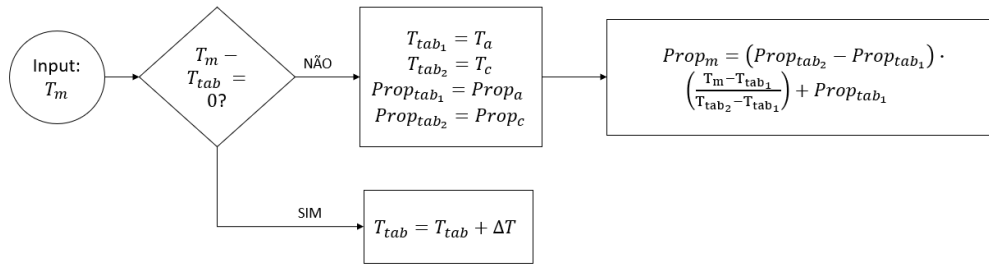 Input:
T_m
T_m −
T_tab =
0?
NÃO
T_tab₁ = T_a
T_tab₂ = T_c
Prop_tab₁ = Prop_a
Prop_tab₂ = Prop_c
Prop_m = (Prop_tab₂ − Prop_tab₁) ·
((T_m−T_tab₁)/(T_tab₂−T_tab₁)) + Prop_tab₁
SIM
T_tab = T_tab + ΔT